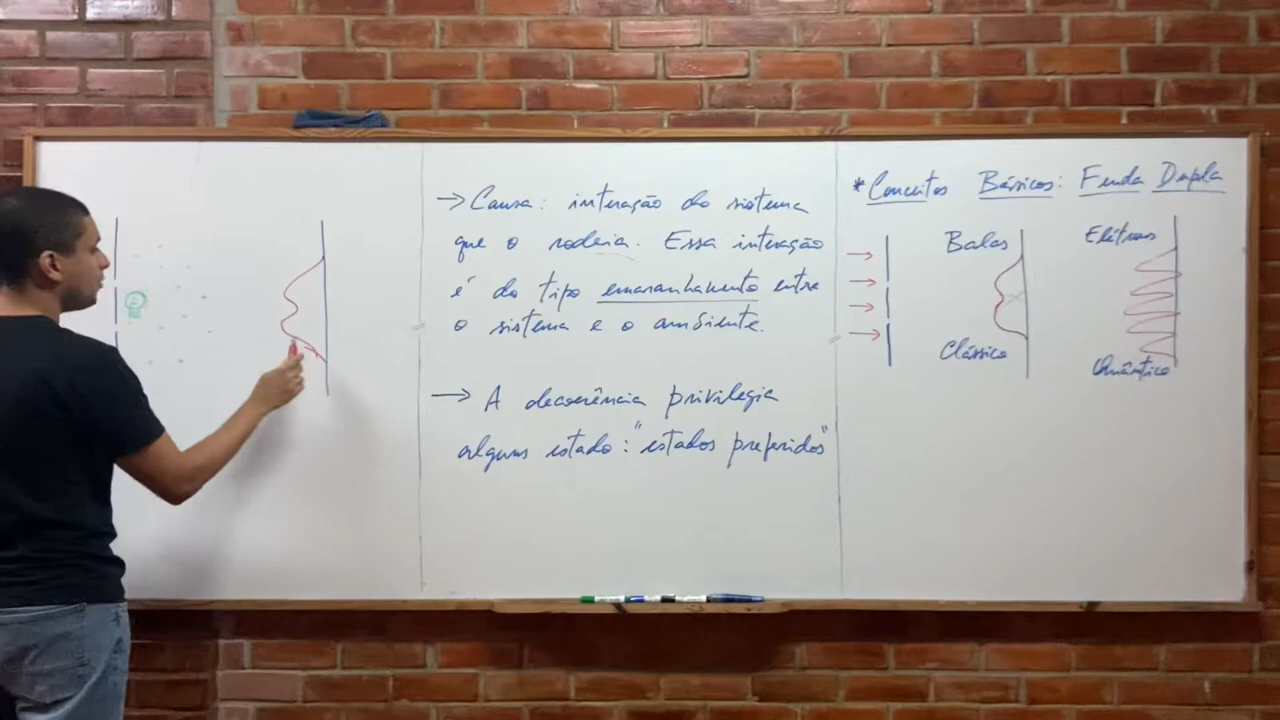 → Causa: interação do sistema
que o rodeia. Essa interação
é do tipo emaranhamento entre
o sistema e o ambiente.
→ A decoerência privilegia
alguns estado: "estados preferidos"
* Conceitos Básicos: Fenda Dupla
Balas
Clássico
Elétrons
Quântico